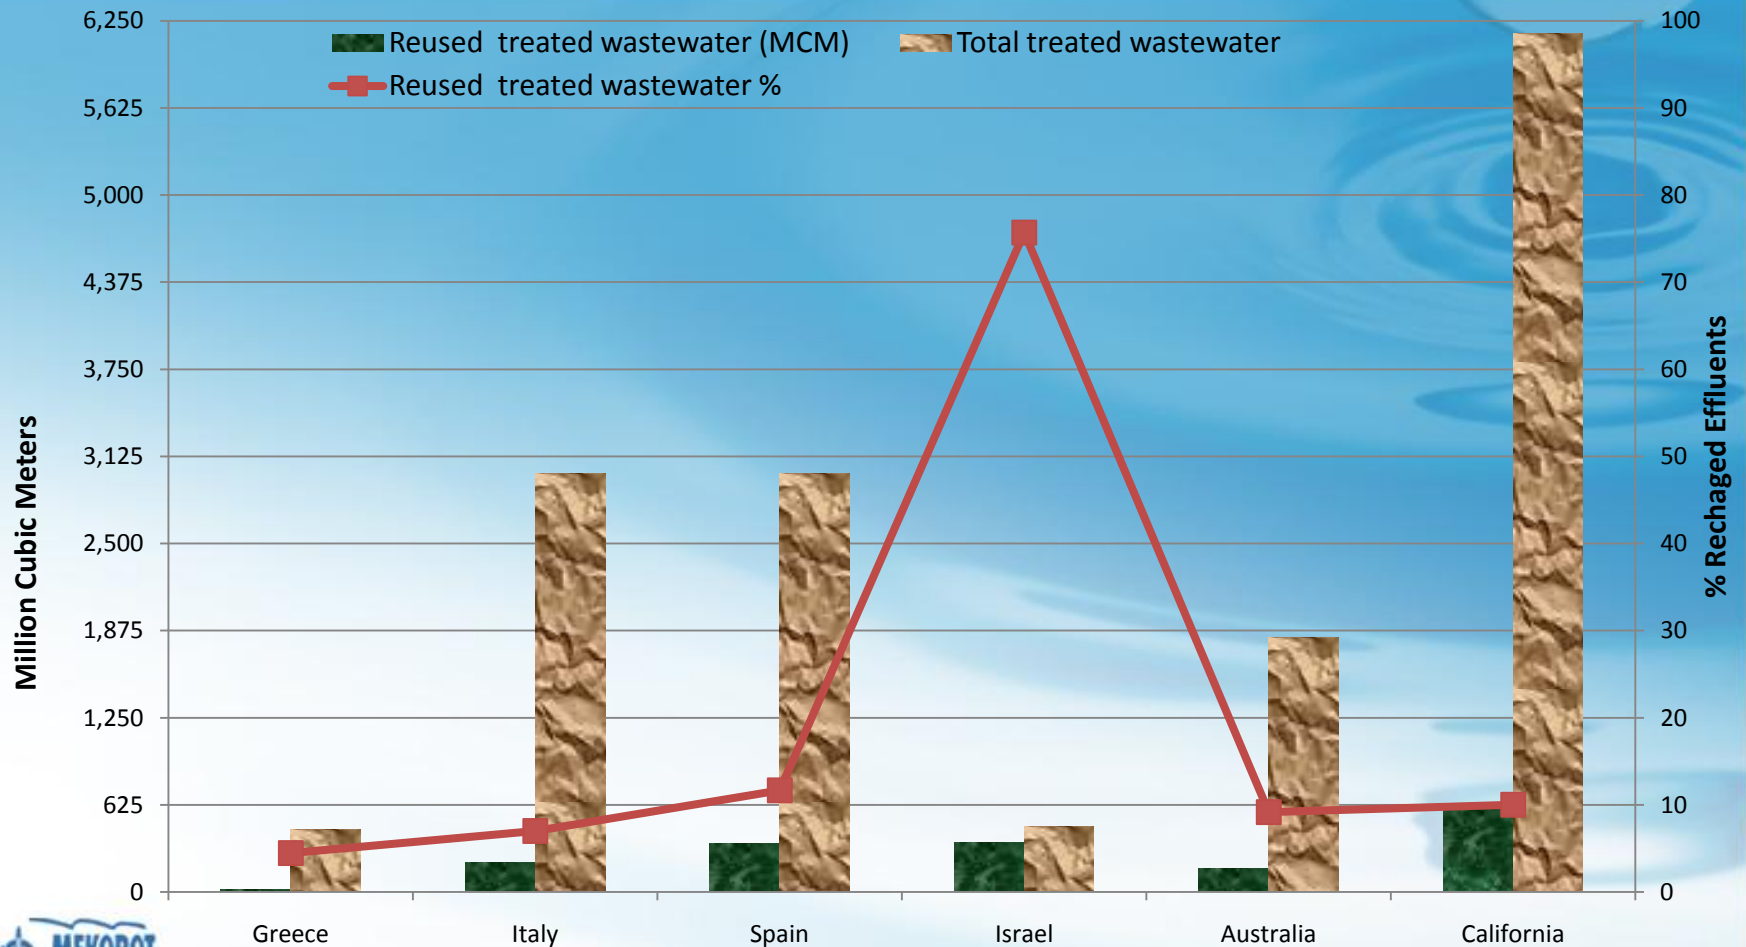 Reused treated wastewater (MCM)
Total treated wastewater
Reused treated wastewater %
Million Cubic Meters
6,250
5,625
5,000
4,375
3,750
3,125
2,500
1,875
1,250
625
0
100
90
80
70
60
50
40
30
20
10
0
% Rechaged Effluents
Greece
Italy
Spain
Israel
Australia
California
MEKOROT